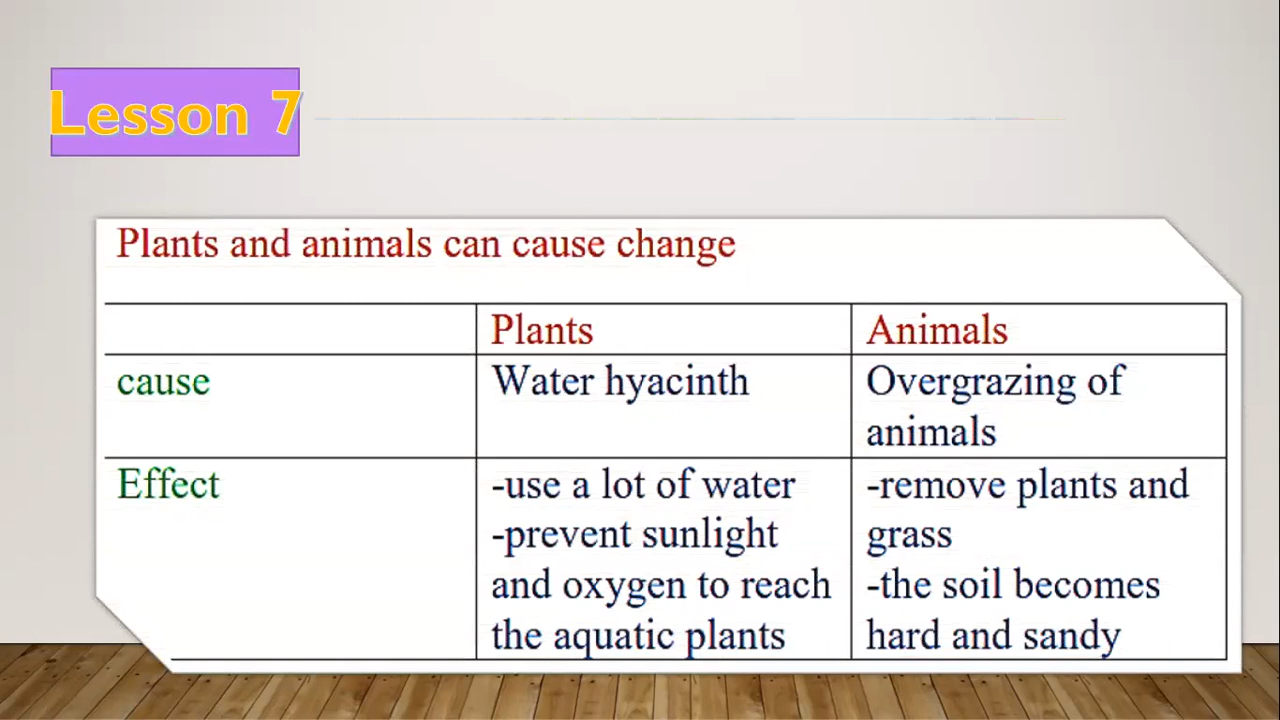 Lesson 7
Plants and animals can cause change
Plants
Animals
cause
Water hyacinth
Overgrazing of
animals
Effect
-use a lot of water
-prevent sunlight
and oxygen to reach
the aquatic plants
-remove plants and
grass
-the soil becomes
hard and sandy